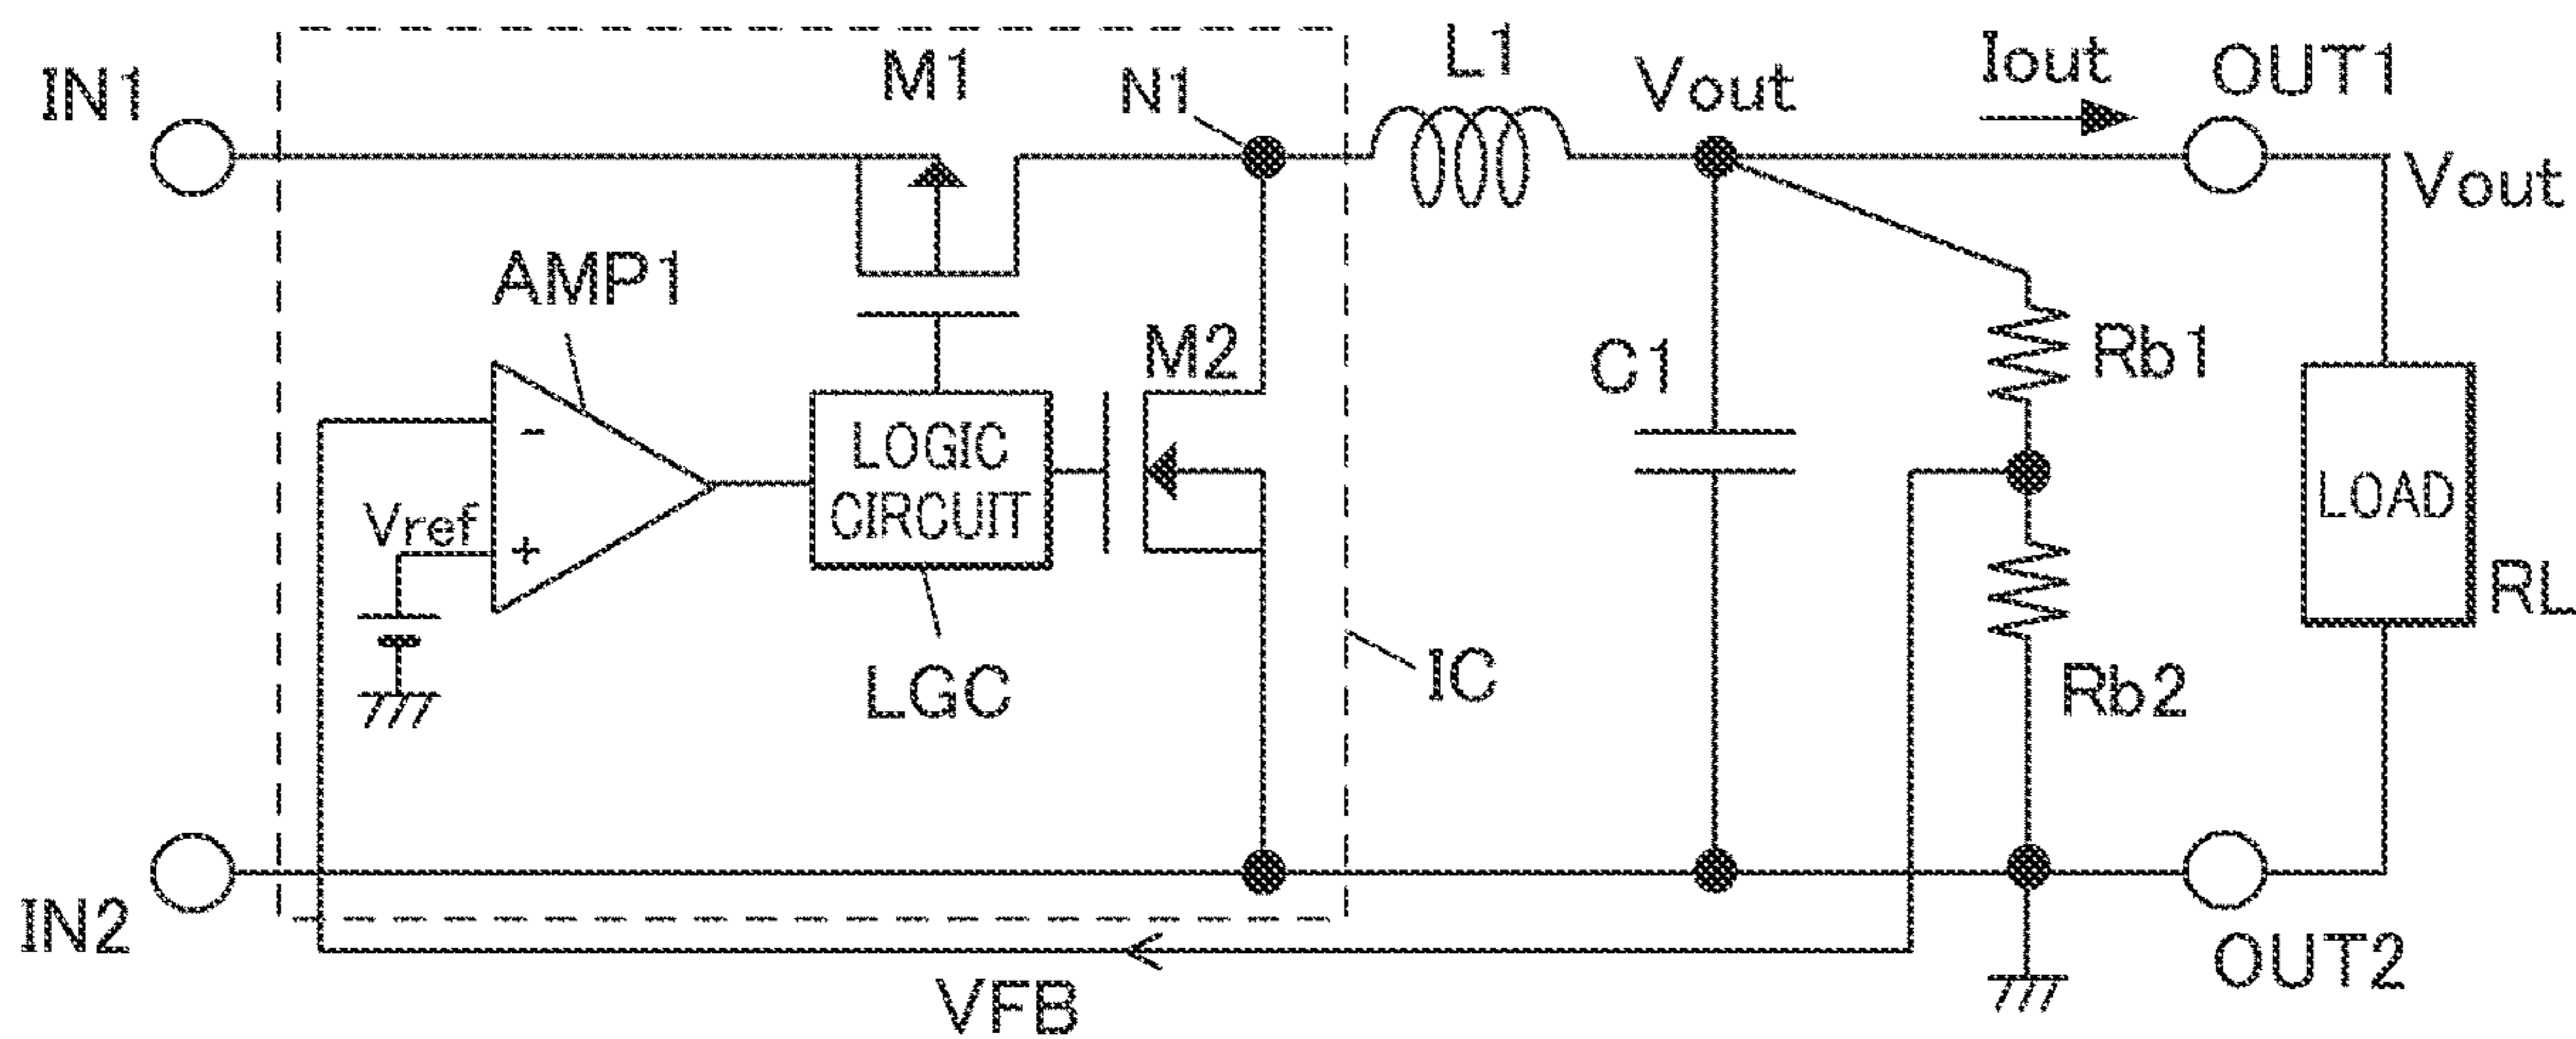 IN1
M1
N1
L1
Vout
Iout
OUT1
Vout
AMP1
M2
C1
Rb1
-
LOGIC
CIRCUIT
LOAD
Vref
+
RL
LGC
IC
Rb2
IN2
OUT2
VFB